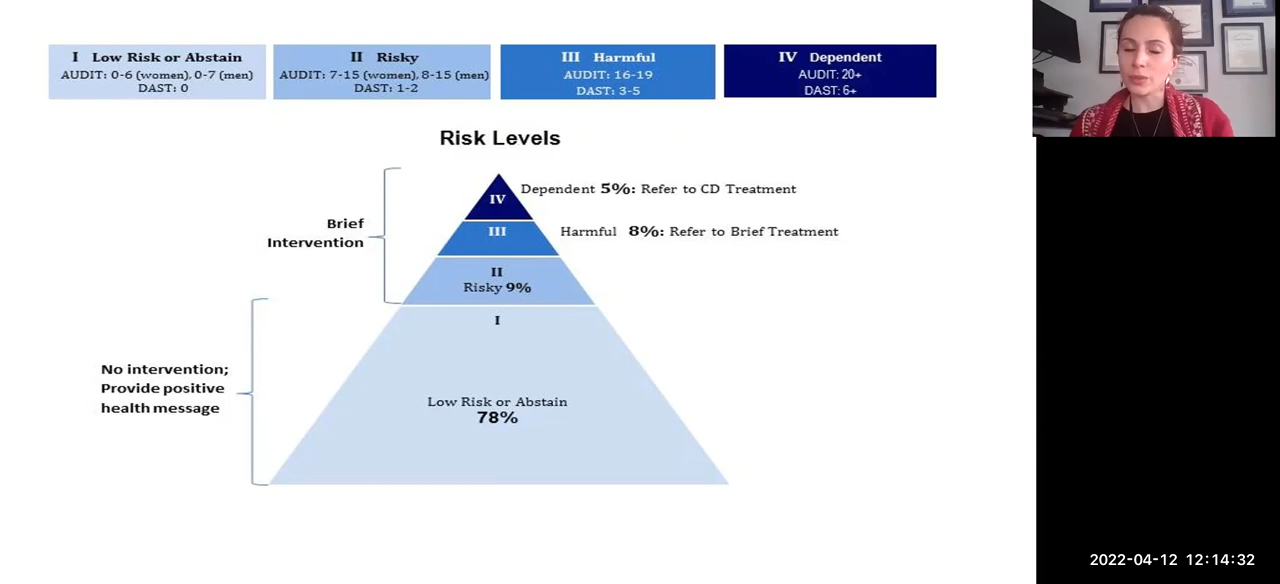 I Low Risk or Abstain
AUDIT: 0-6 (women), 0-7 (men)
DAST: 0
II Risky
AUDIT: 7-15 (women), 8-15 (men)
DAST: 1-2
III Harmful
AUDIT: 16-19
DAST: 3-5
IV Dependent
AUDIT: 20+
DAST: 6+
Risk Levels
IV
Dependent 5%: Refer to CD Treatment
Brief
Intervention
III
Harmful 8%: Refer to Brief Treatment
II
Risky 9%
I
No intervention;
Provide positive
health message
Low Risk or Abstain
78%
2022-04-12 12:14:32